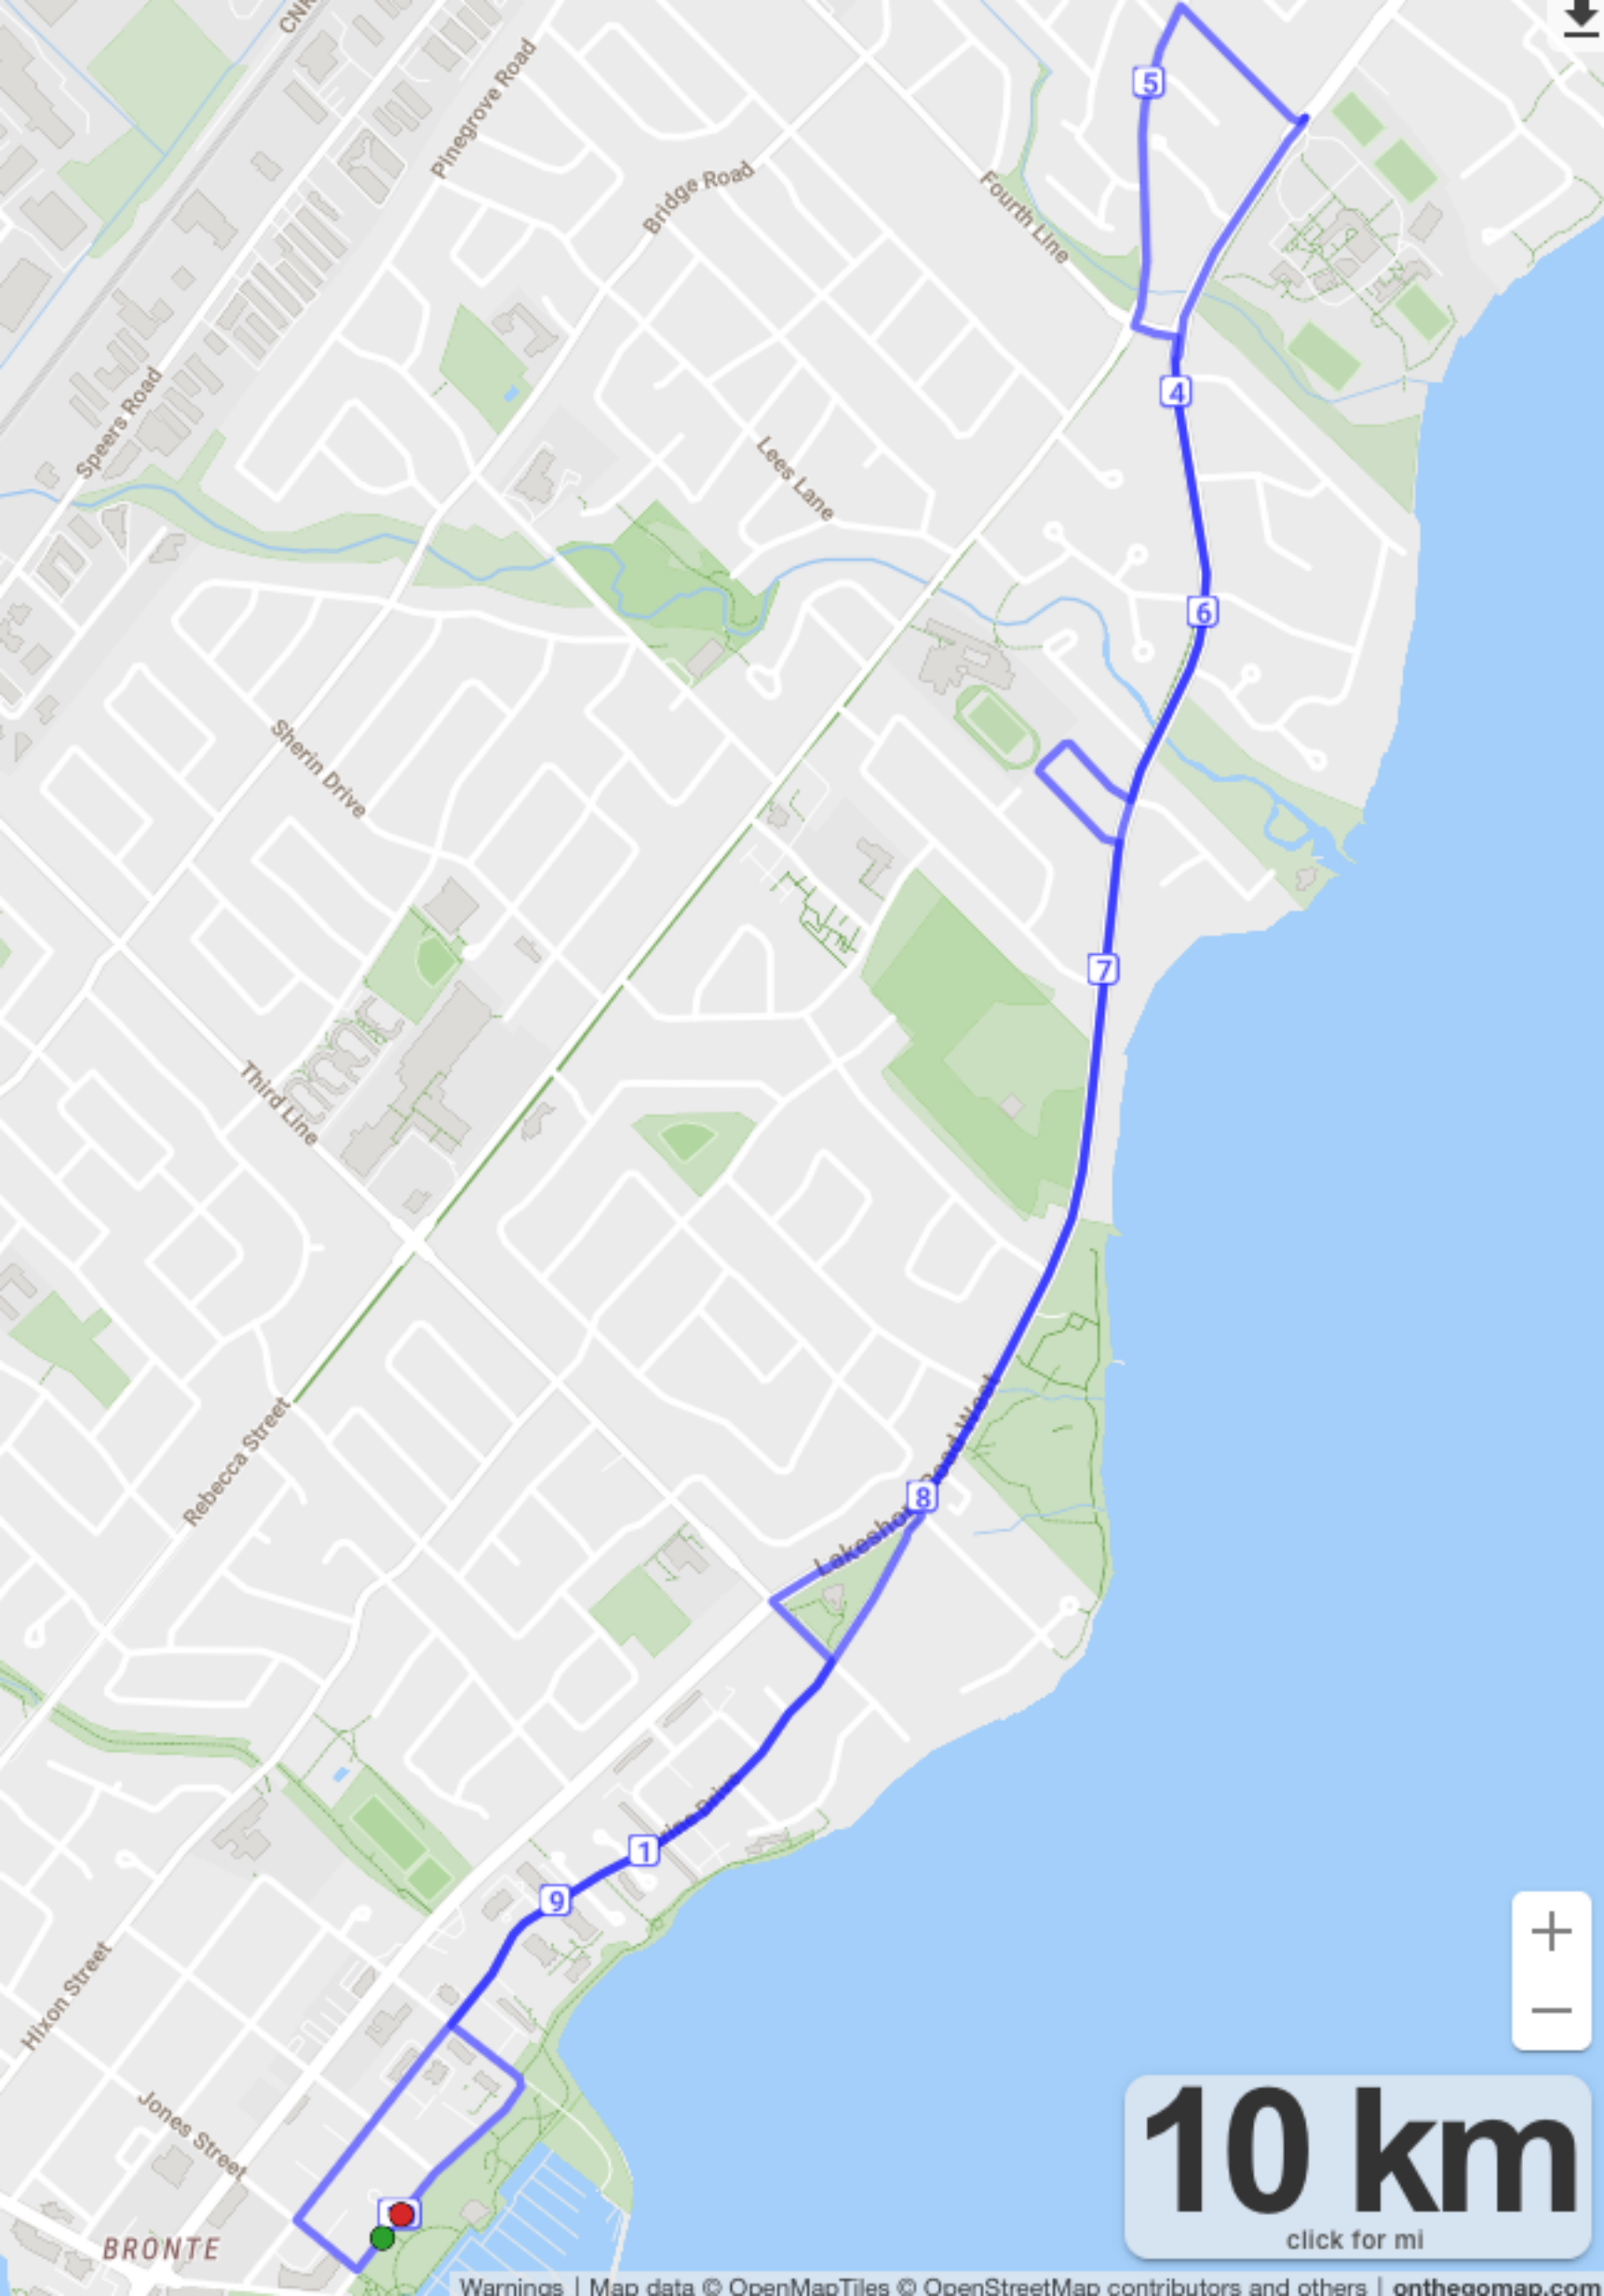 CNR
Pinegrove Road
5
Bridge Road
Fourth Line
4
Speers Road
Lees Lane
6
Sherin Drive
7
Third Line
Rebecca Street
8
1
9
Hixon Street
Jones Street
BRONTE
+
−
10 km
click for mi
Warnings | Map data © OpenMapTiles © OpenStreetMap contributors and others | onthegomap.com